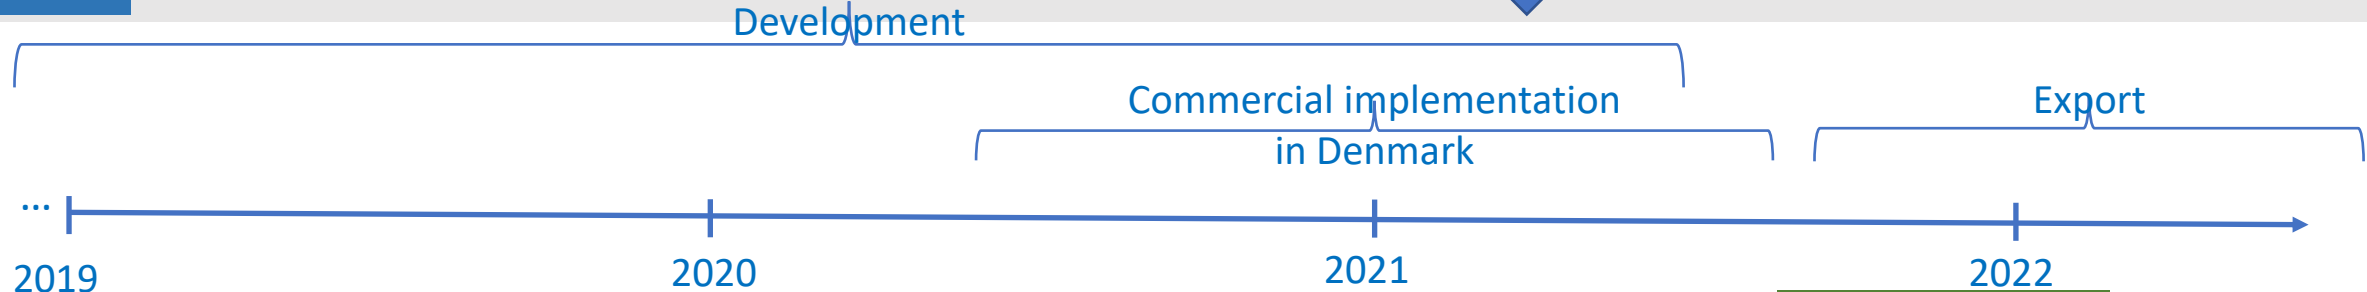 Development
Commercial implementation
in Denmark
Export
...
2019
2020
2021
2022